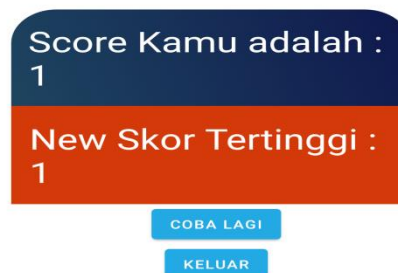 Score Kamu adalah :
1
New Skor Tertinggi :
1
COBA LAGI
KELUAR